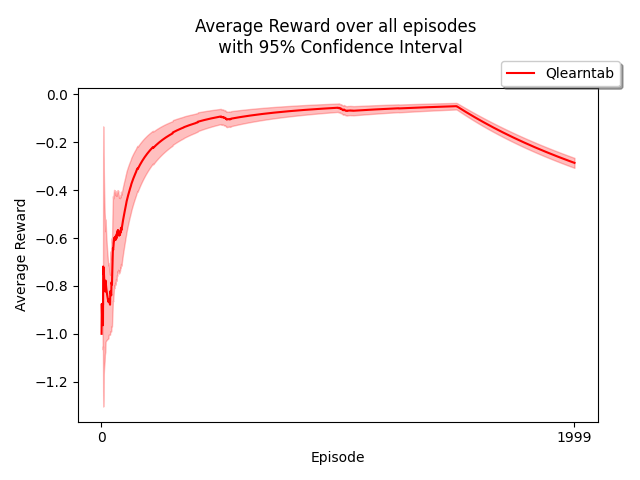 Average Reward over all episodes
with 95% Confidence Interval
Qlearntab
0.0
−0.2
−0.4
−0.6
−0.8
−1.0
−1.2
Average Reward
0
1999
Episode